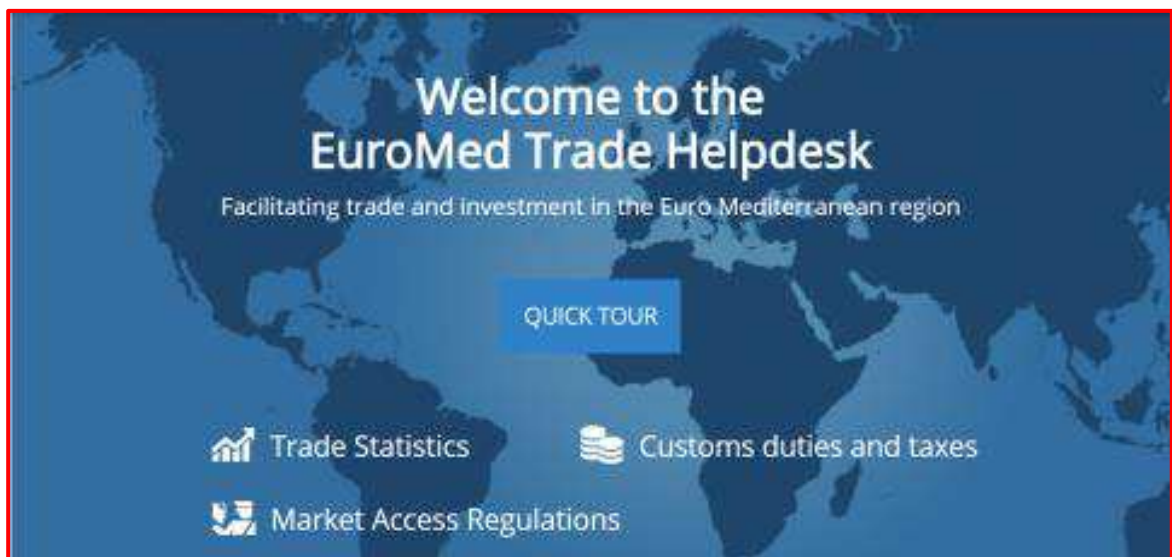 Welcome to the
EuroMed Trade Helpdesk
Facilitating trade and investment in the Euro Mediterranean region
QUICK TOUR
Trade Statistics
Customs duties and taxes
Market Access Regulations